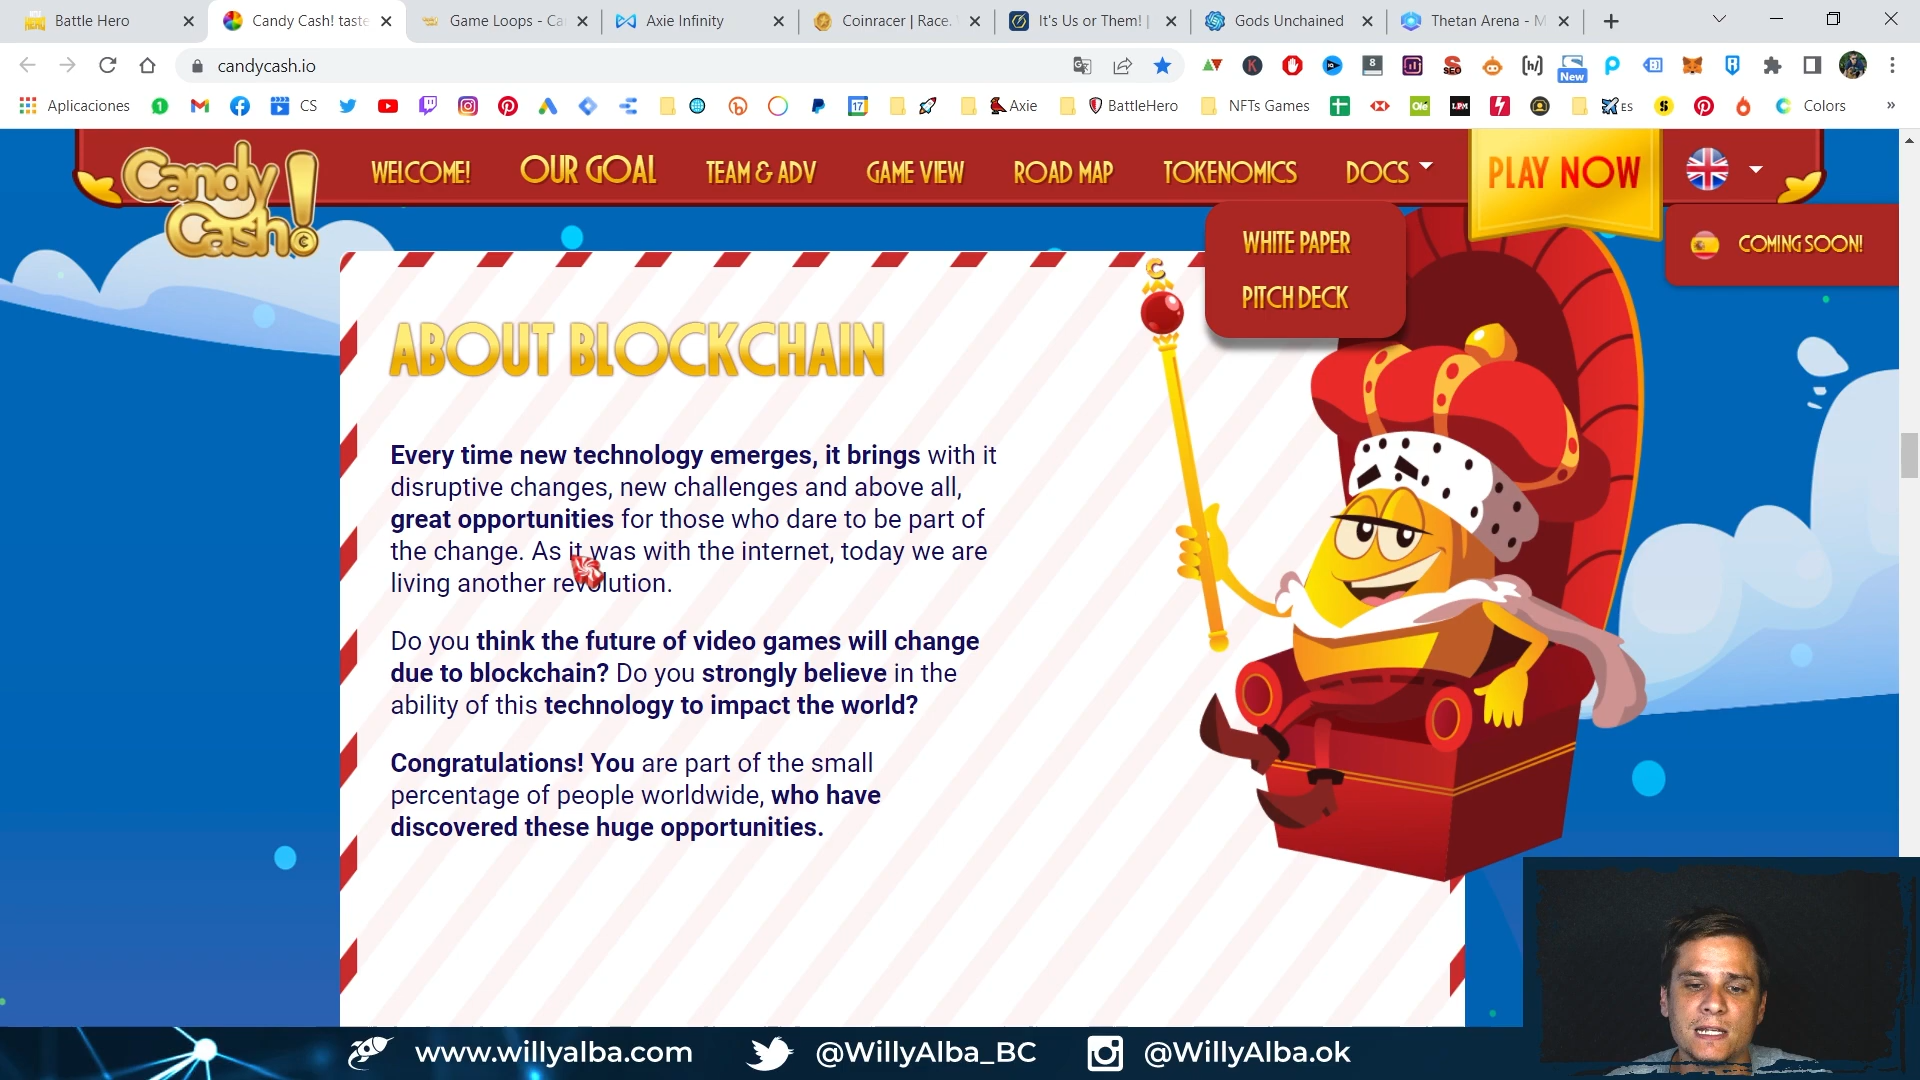 Battle Hero
Candy Cash! taste
Game Loops - Ca
Axie Infinity
Coinracer | Race.
It's Us or Them! |
Gods Unchained
Thetan Arena - M
candycash.io
New
Aplicaciones
CS
17
Axie
BattleHero
NFTs Games
Olé
LPM
ES
Colors
Candy Cash!
WELCOME!
OUR GOAL
TEAM & ADV
GAME VIEW
ROAD MAP
TOKENOMICS
DOCS
PLAY NOW
WHITE PAPER
PITCH DECK
COMING SOON!
ABOUT BLOCKCHAIN
Every time new technology emerges, it brings with it
disruptive changes, new challenges and above all,
great opportunities for those who dare to be part of
the change. As it was with the internet, today we are
living another revolution.
Do you think the future of video games will change
due to blockchain? Do you strongly believe in the
ability of this technology to impact the world?
Congratulations! You are part of the small
percentage of people worldwide, who have
discovered these huge opportunities.
www.willyalba.com
@WillyAlba_BC
@WillyAlba.ok